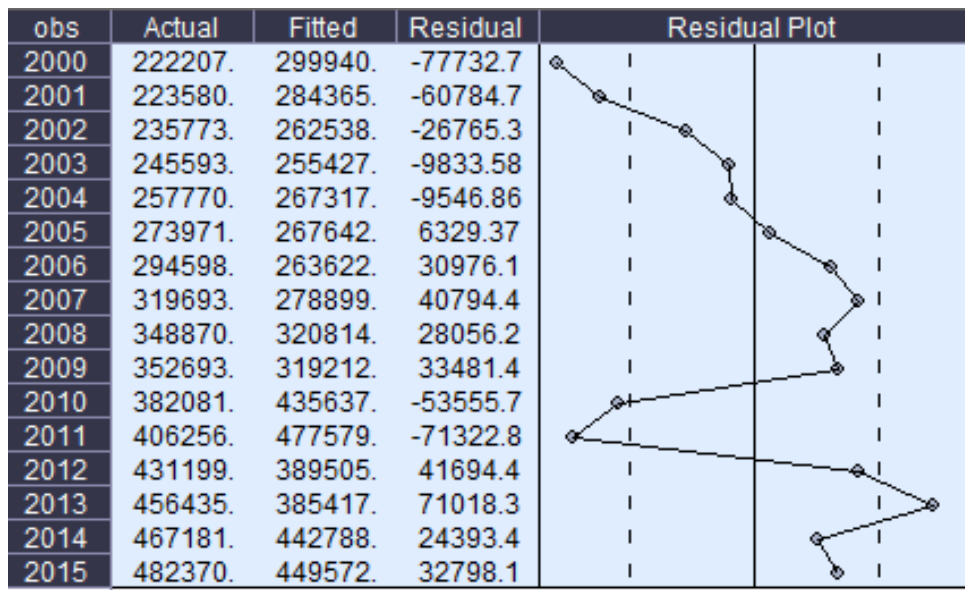 obs Actual Fitted Residual Residual Plot
2000 222207. 299940. -77732.7
2001 223580. 284365. -60784.7
2002 235773. 262538. -26765.3
2003 245593. 255427. -9833.58
2004 257770. 267317. -9546.86
2005 273971. 267642. 6329.37
2006 294598. 263622. 30976.1
2007 319693. 278899. 40794.4
2008 348870. 320814. 28056.2
2009 352693. 319212. 33481.4
2010 382081. 435637. -53555.7
2011 406256. 477579. -71322.8
2012 431199. 389505. 41694.4
2013 456435. 385417. 71018.3
2014 467181. 442788. 24393.4
2015 482370. 449572. 32798.1